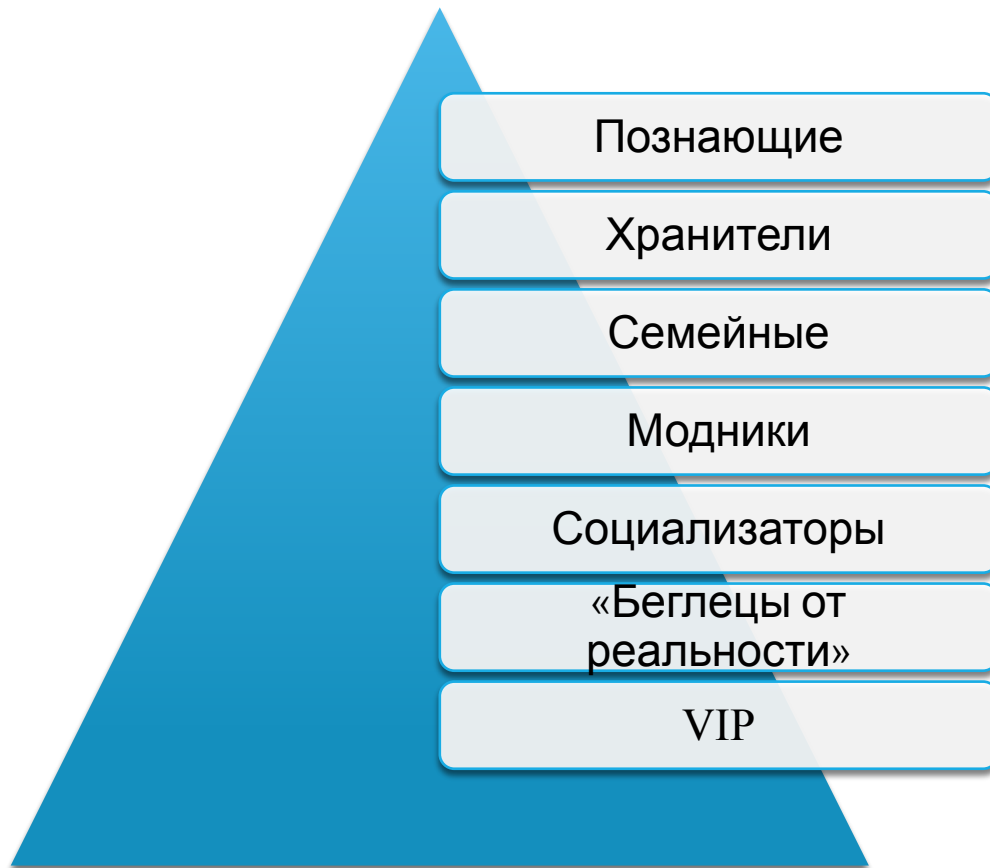 Познающие
Хранители
Семейные
Модники
Социализаторы
«Беглецы от
реальности»
VIP